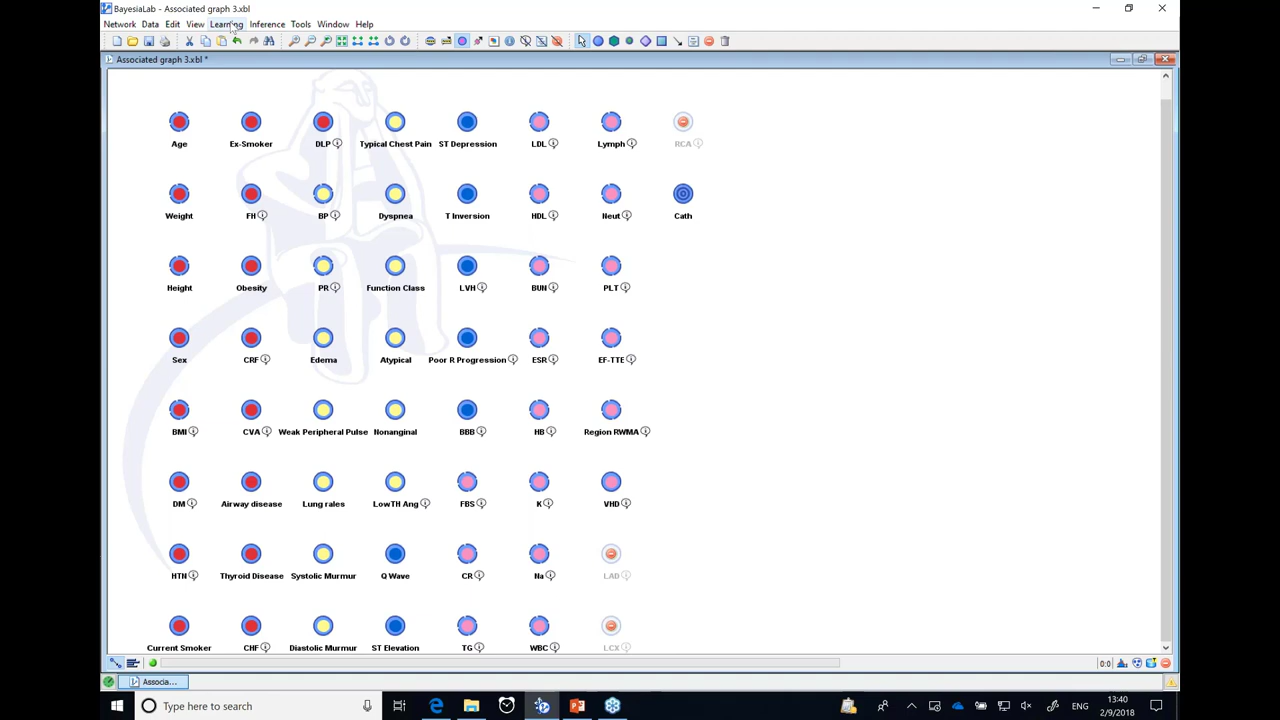 BayesiaLab - Associated graph 3.xbl
Network Data Edit View Learning Inference Tools Window Help
Associated graph 3.xbl *
Age Ex-Smoker DLP Typical Chest Pain ST Depression LDL Lymph RCA
Weight FH BP Dyspnea T Inversion HDL Neut Cath
Height Obesity PR Function Class LVH BUN PLT
Sex CRF Edema Atypical Poor R Progression ESR EF-TTE
BMI CVA Weak Peripheral Pulse Nonanginal BBB HB Region RWMA
DM Airway disease Lung rales LowTH Ang FBS K VHD
HTN Thyroid Disease Systolic Murmur Q Wave CR Na LAD
Current Smoker CHF Diastolic Murmur ST Elevation TG WBC LCX
0:0
Associa...
Type here to search
ENG
13:40
2/9/2018